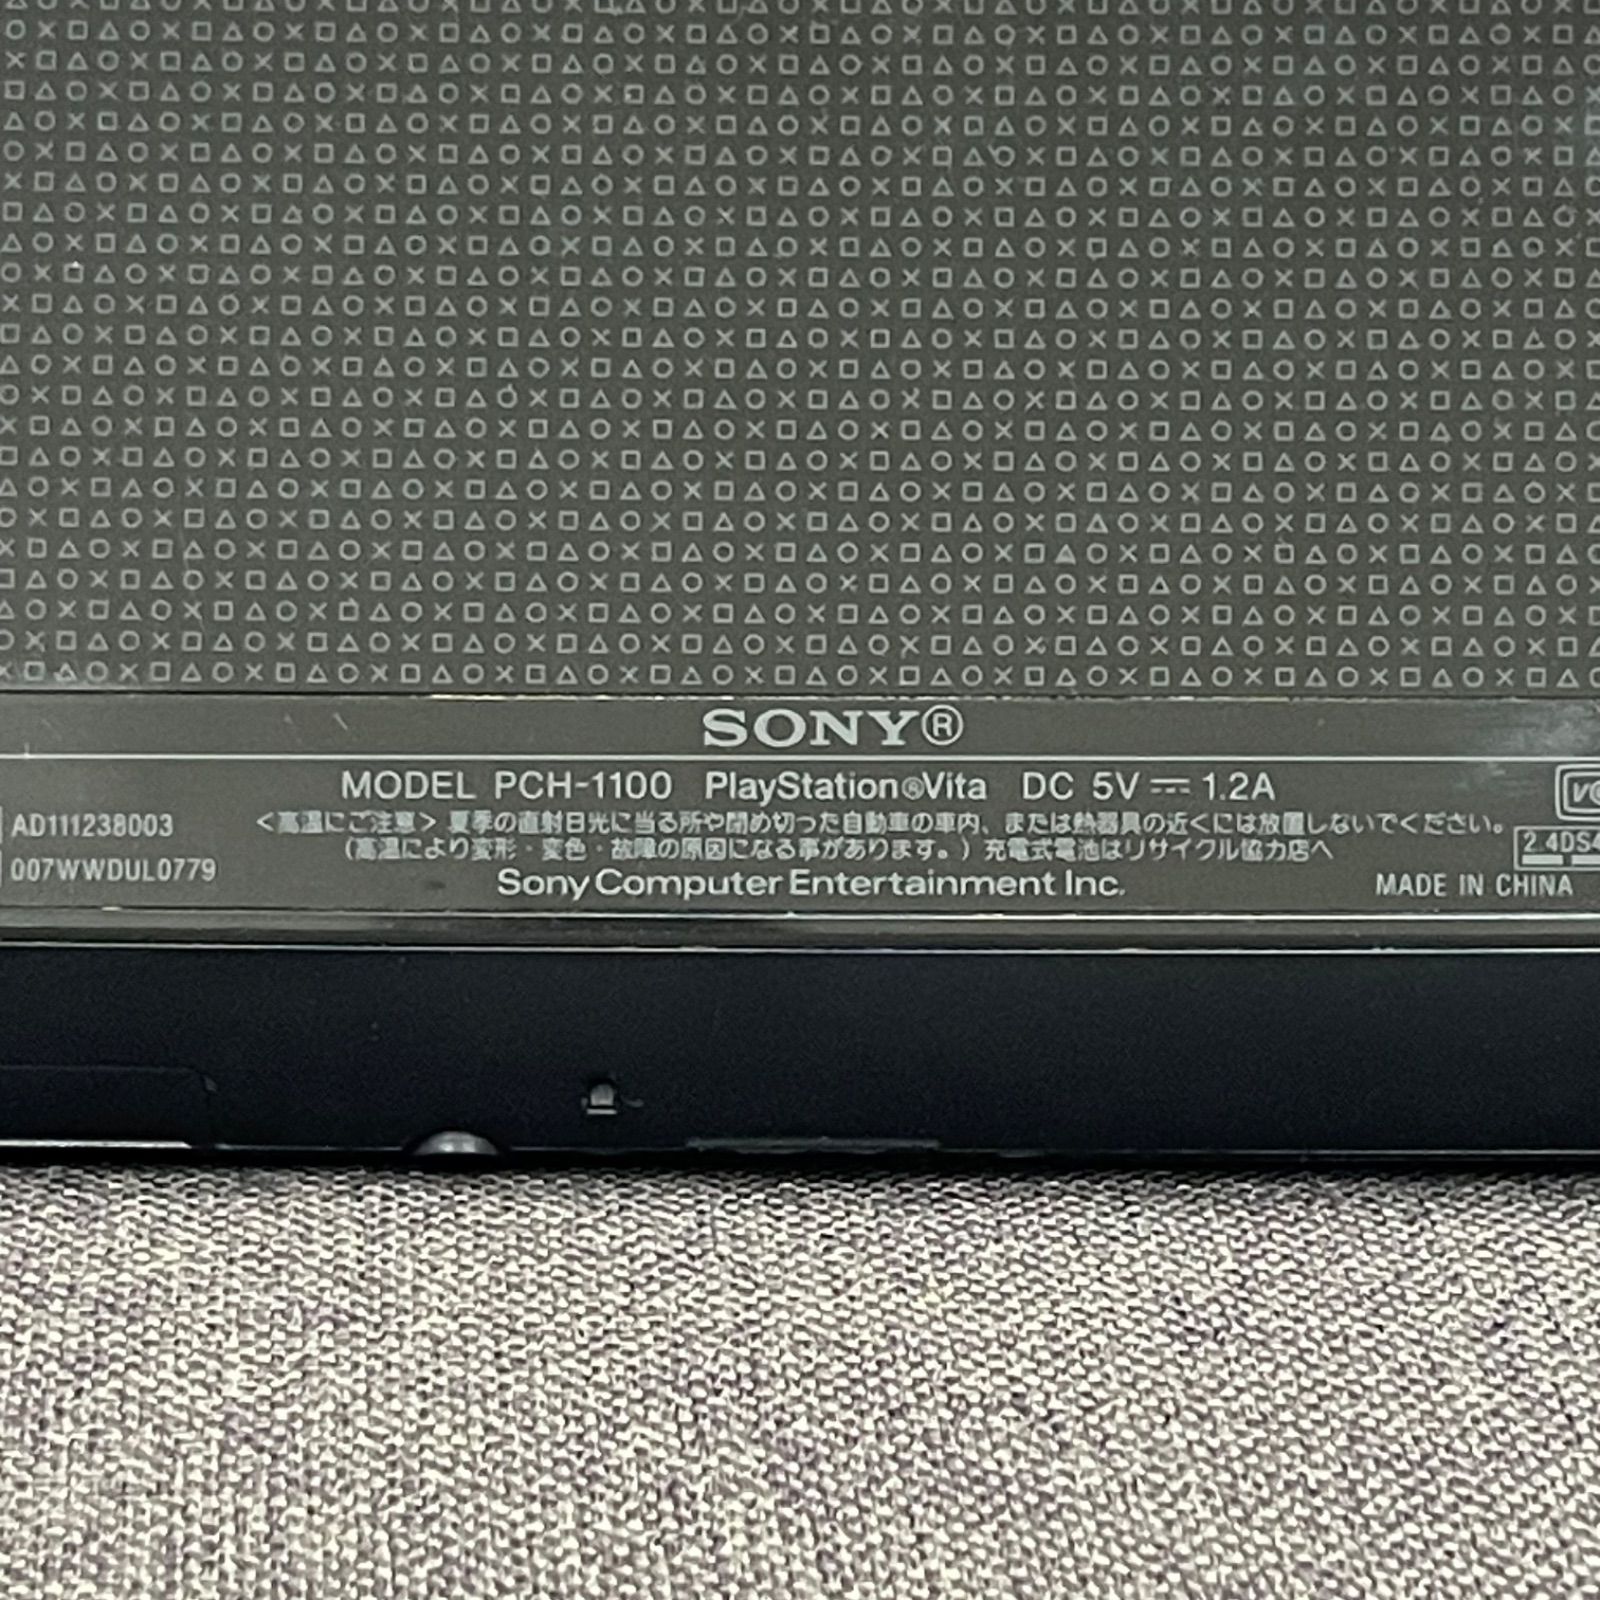 SONY®
MODEL PCH-1100 PlayStation®Vita DC 5V ⎓ 1.2A
AD111238003
<高温にご注意> 夏季の直射日光に当る所や閉め切った自動車の車内、または熱器具の近くには放置しないでください。
(高温により変形・変色・故障の原因になる事があります。) 充電式電池はリサイクル協力店へ
2.4DS4
007WWDUL0779
Sony Computer Entertainment Inc.
MADE IN CHINA